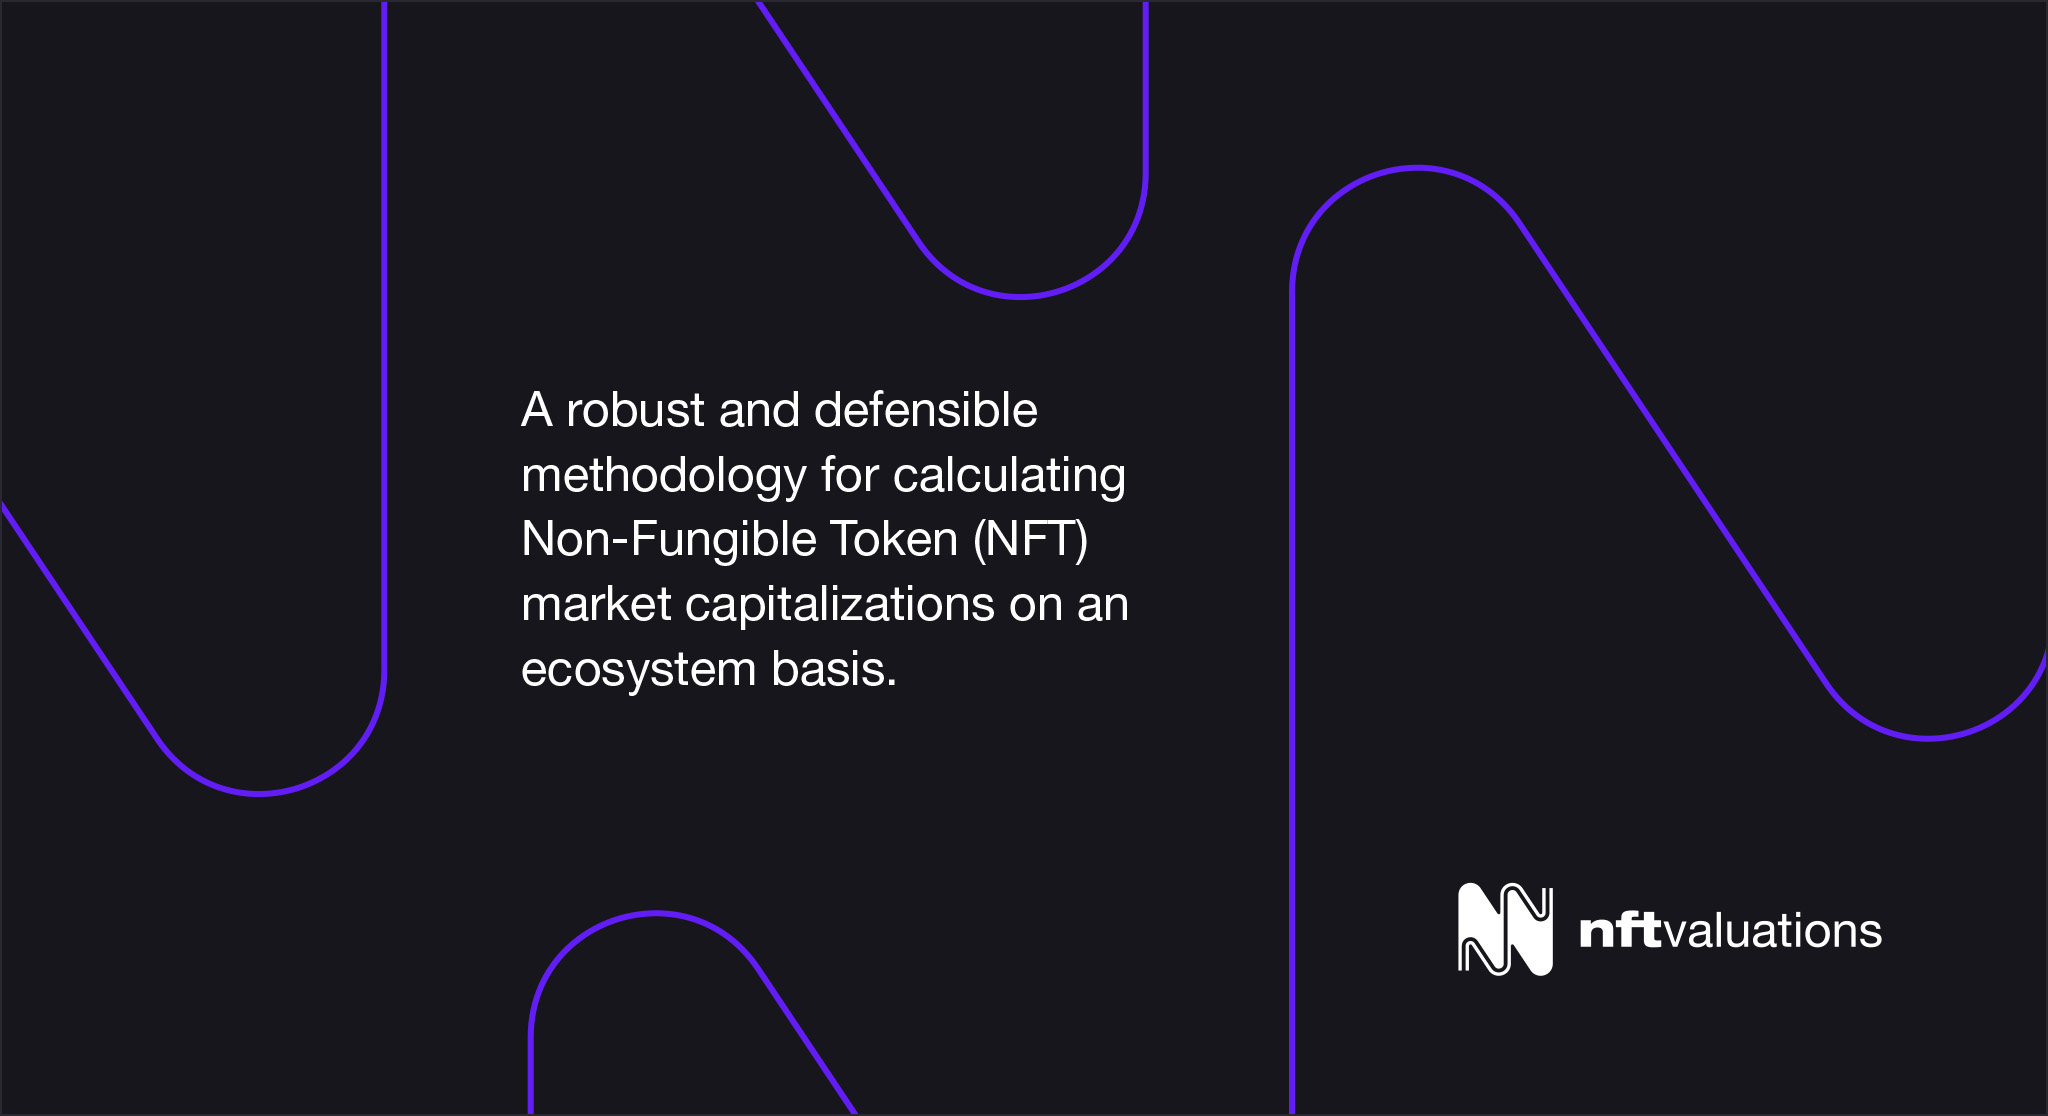 A robust and defensible
methodology for calculating
Non-Fungible Token (NFT)
market capitalizations on an
ecosystem basis.
nftvaluations